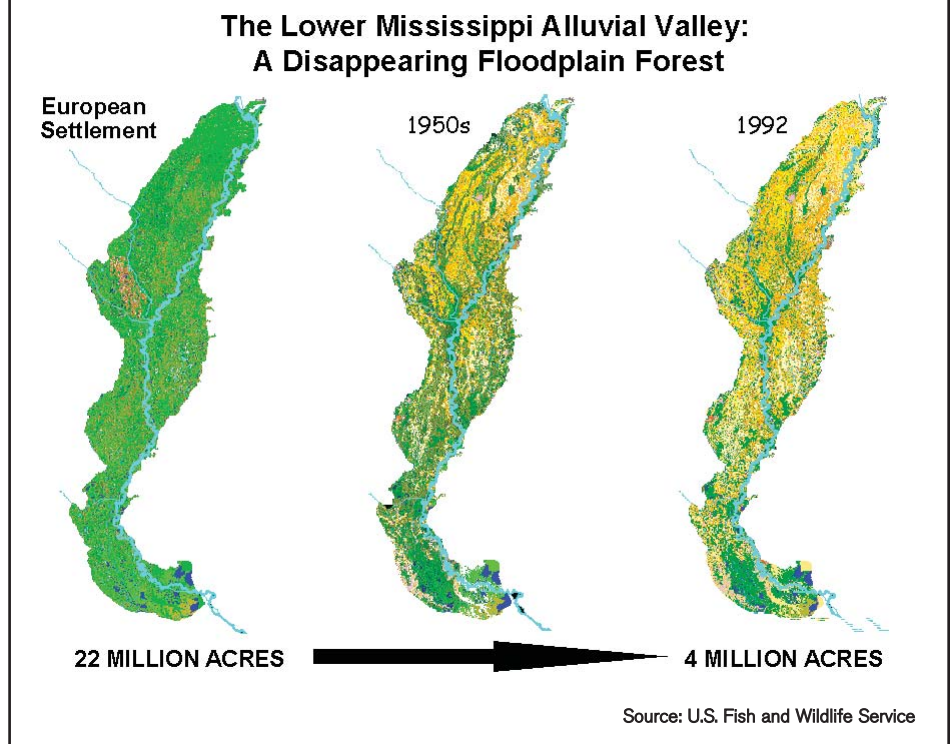 The Lower Mississippi Alluvial Valley:
A Disappearing Floodplain Forest
European
Settlement
1950s
1992
22 MILLION ACRES
4 MILLION ACRES
Source: U.S. Fish and Wildlife Service